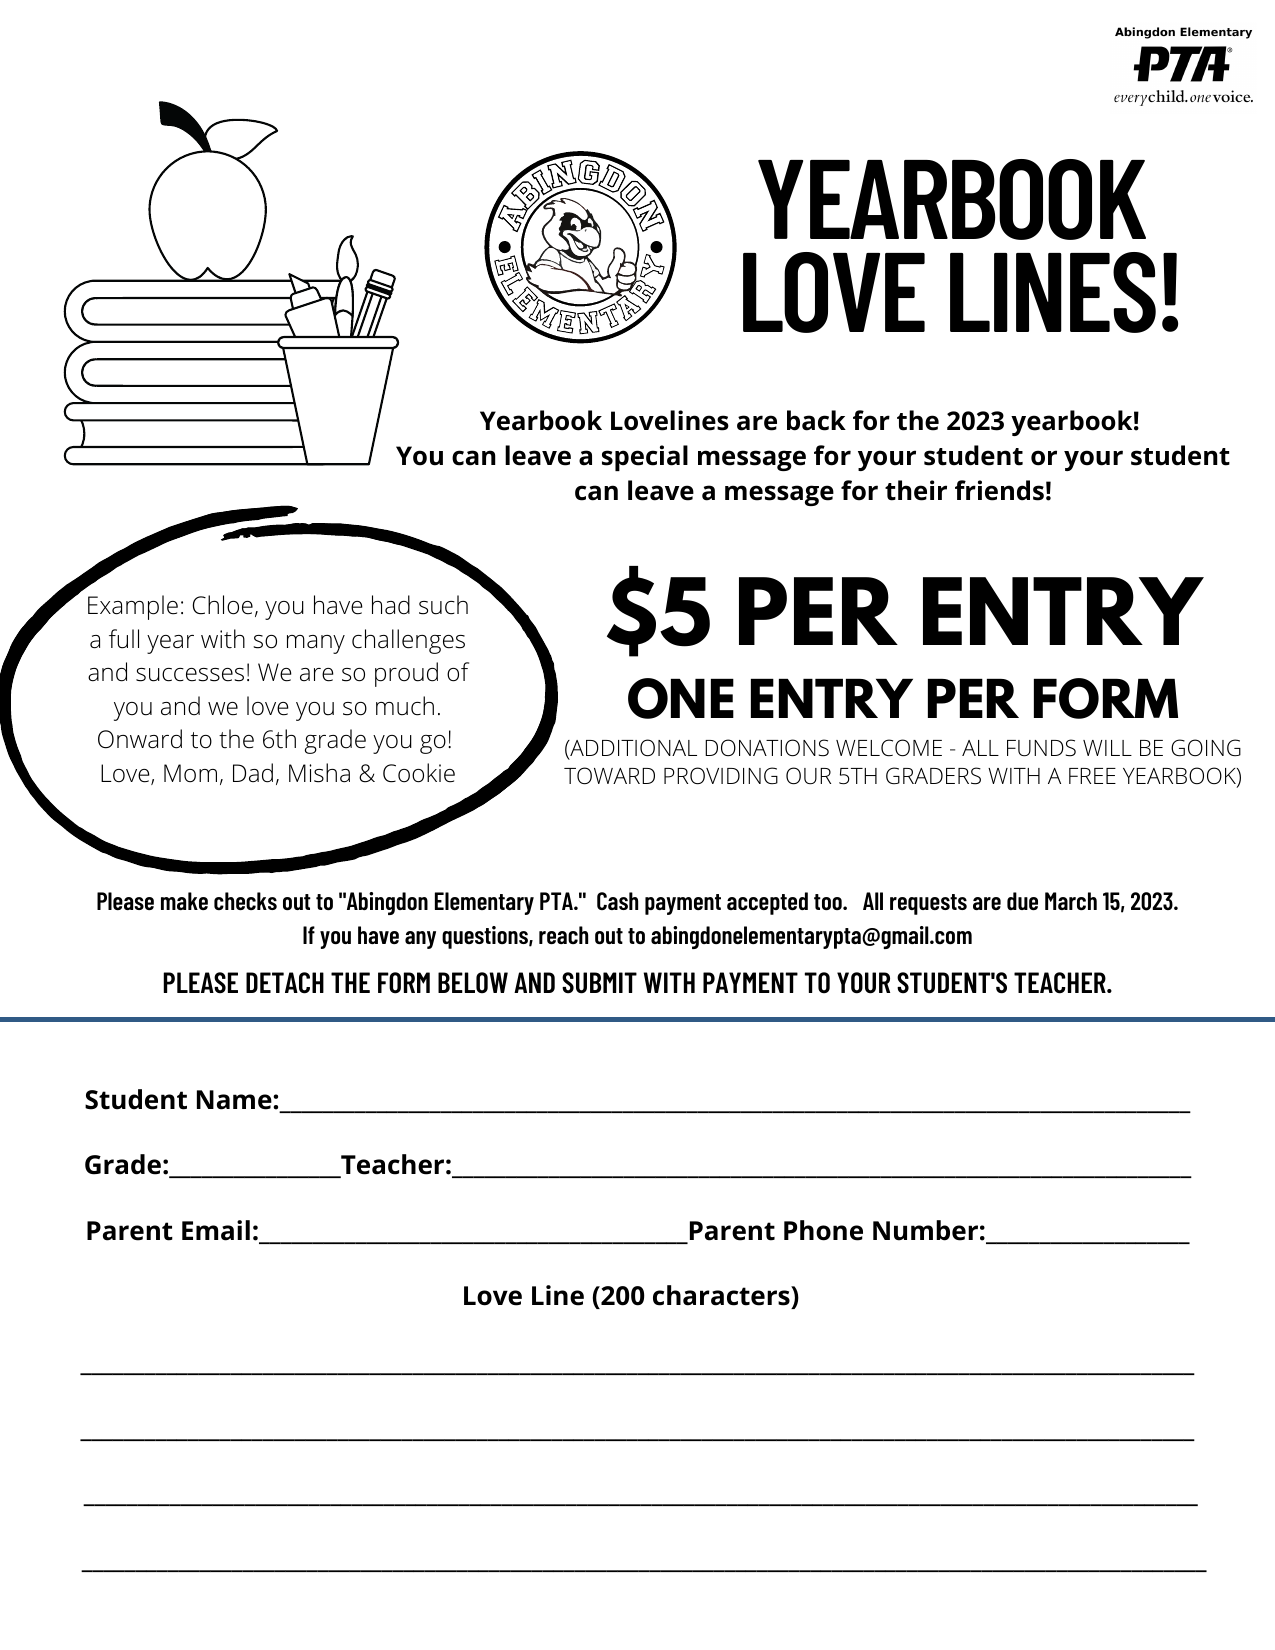 Abingdon Elementary
PTA®
everychild.onevoice.
ABINGDON
ELEMENTARY
YEARBOOK
LOVE LINES!
Yearbook Lovelines are back for the 2023 yearbook!
You can leave a special message for your student or your student
can leave a message for their friends!
Example: Chloe, you have had such
a full year with so many challenges
and successes! We are so proud of
you and we love you so much.
Onward to the 6th grade you go!
Love, Mom, Dad, Misha & Cookie
$5 PER ENTRY
ONE ENTRY PER FORM
(ADDITIONAL DONATIONS WELCOME - ALL FUNDS WILL BE GOING
TOWARD PROVIDING OUR 5TH GRADERS WITH A FREE YEARBOOK)
Please make checks out to "Abingdon Elementary PTA." Cash payment accepted too. All requests are due March 15, 2023.
If you have any questions, reach out to abingdonelementarypta@gmail.com
PLEASE DETACH THE FORM BELOW AND SUBMIT WITH PAYMENT TO YOUR STUDENT'S TEACHER.
Student Name:
Grade: Teacher:
Parent Email: Parent Phone Number:
Love Line (200 characters)